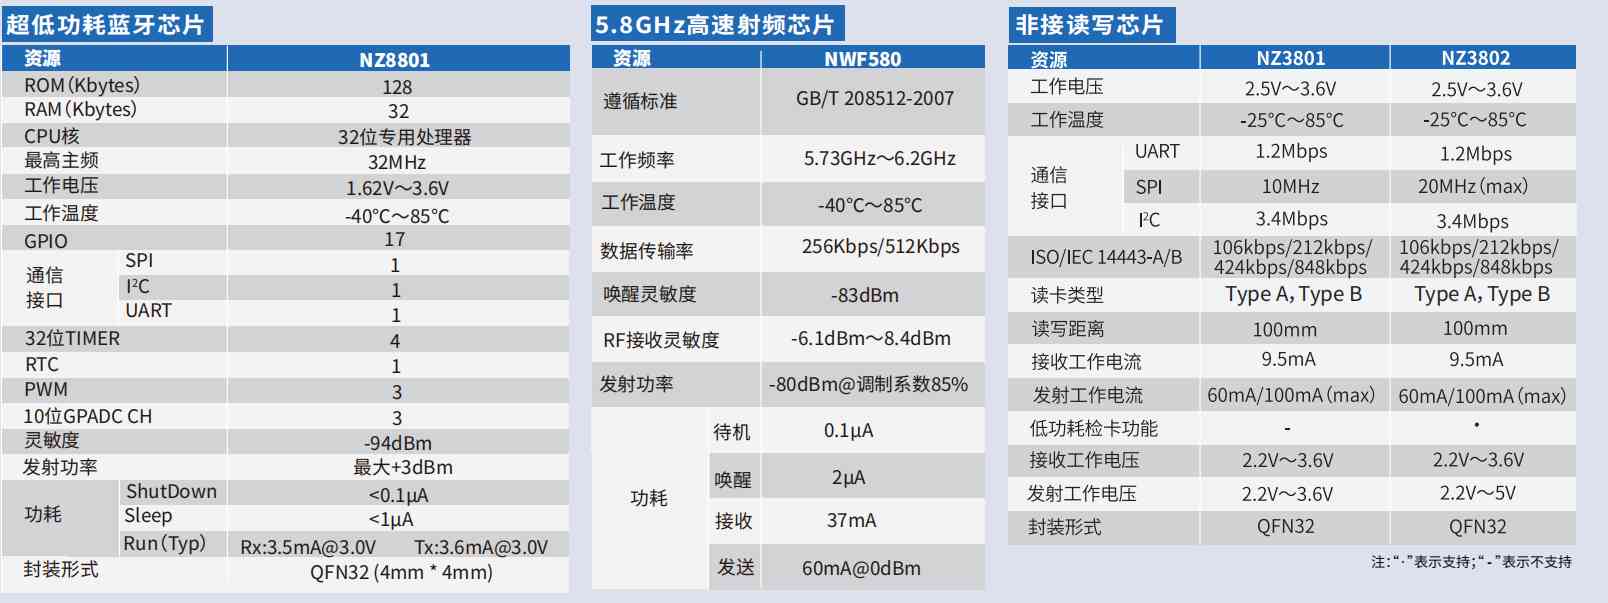 超低功耗蓝牙芯片
资源 NZ8801
ROM(Kbytes) 128
RAM(Kbytes) 32
CPU核 32位专用处理器
最高主频 32MHz
工作电压 1.62V～3.6V
工作温度 -40℃～85℃
GPIO 17
通信接口 SPI 1
I²C 1
UART 1
32位TIMER 4
RTC 1
PWM 3
10位GPADC CH 3
灵敏度 -94dBm
发射功率 最大+3dBm
功耗 ShutDown <0.1μA
Sleep <1μA
Run(Typ) Rx:3.5mA@3.0V Tx:3.6mA@3.0V
封装形式 QFN32 (4mm * 4mm)
5.8GHz高速射频芯片
资源 NWF580
遵循标准 GB/T 208512-2007
工作频率 5.73GHz～6.2GHz
工作温度 -40℃～85℃
数据传输率 256Kbps/512Kbps
唤醒灵敏度 -83dBm
RF接收灵敏度 -6.1dBm～8.4dBm
发射功率 -80dBm@调制系数85%
功耗 待机 0.1μA
唤醒 2μA
接收 37mA
发送 60mA@0dBm
非接读写芯片
资源 NZ3801 NZ3802
工作电压 2.5V～3.6V 2.5V～3.6V
工作温度 -25℃～85℃ -25℃～85℃
通信接口 UART 1.2Mbps 1.2Mbps
SPI 10MHz 20MHz(max)
I²C 3.4Mbps 3.4Mbps
ISO/IEC 14443-A/B 106kbps/212kbps/ 106kbps/212kbps/
424kbps/848kbps 424kbps/848kbps
读卡类型 Type A, Type B Type A, Type B
读写距离 100mm 100mm
接收工作电流 9.5mA 9.5mA
发射工作电流 60mA/100mA(max) 60mA/100mA(max)
低功耗检卡功能 - ·
接收工作电压 2.2V～3.6V 2.2V～3.6V
发射工作电压 2.2V～3.6V 2.2V～5V
封装形式 QFN32 QFN32
注:“·”表示支持;“-”表示不支持